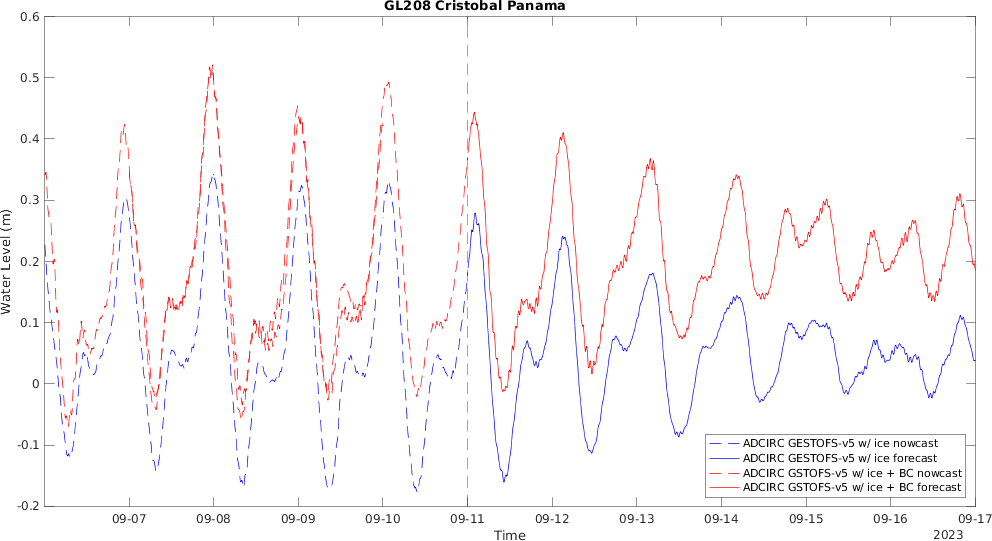 GL208 Cristobal Panama
Water Level (m)
0.6
0.5
0.4
0.3
0.2
0.1
0
-0.1
-0.2
ADCIRC GESTOFS-v5 w/ ice nowcast
ADCIRC GESTOFS-v5 w/ ice forecast
ADCIRC GSTOFS-v5 w/ ice + BC nowcast
ADCIRC GSTOFS-v5 w/ ice + BC forecast
09-07 09-08 09-09 09-10 09-11 09-12 09-13 09-14 09-15 09-16 09-17
Time
2023